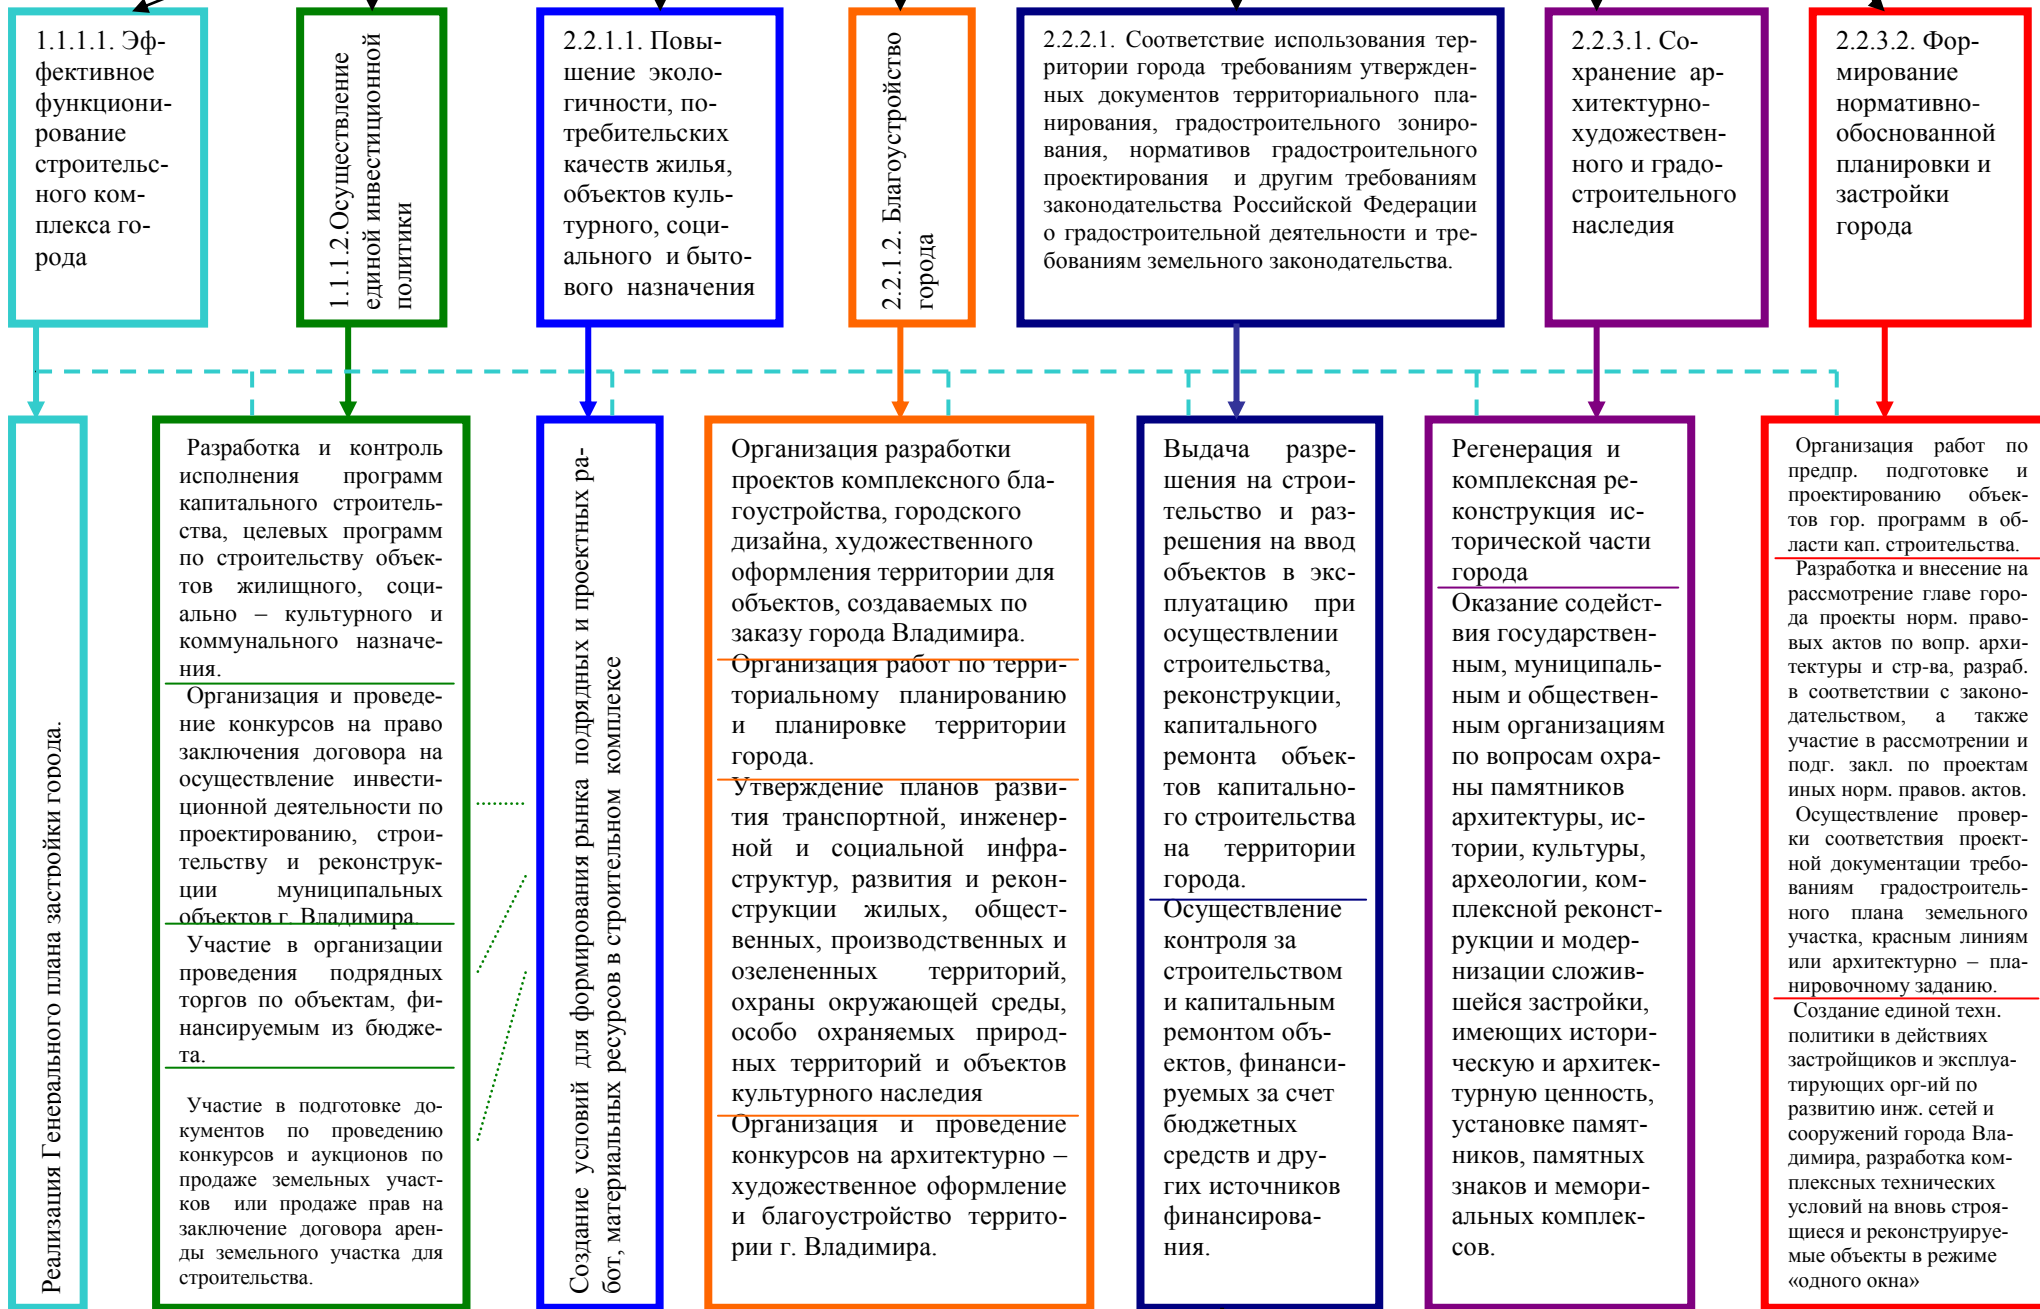 1.1.1.1. Эф-
фективное
функциони-
рование
строительс-
ного ком-
плекса го-
рода
1.1.1.2.Осуществление
единой инвестиционной
политики
2.2.1.1. Повы-
шение эколо-
гичности, по-
требительских
качеств жилья,
объектов куль-
турного, соци-
ального и быто-
вого назначения
2.2.1.2. Благоустройство
города
2.2.2.1. Соответствие использования тер-
ритории города требованиям утвержден-
ных документов территориального пла-
нирования, градостроительного зониро-
вания, нормативов градостроительного
проектирования и другим требованиям
законодательства Российской Федерации
о градостроительной деятельности и тре-
бованиям земельного законодательства.
2.2.3.1. Со-
хранение ар-
хитектурно-
художествен-
ного и градо-
строительного
наследия
2.2.3.2. Фор-
мирование
нормативно-
обоснованной
планировки и
застройки
города
Реализация Генерального плана застройки города.
Разработка и контроль
исполнения программ
капитального строитель-
ства, целевых программ
по строительству объек-
тов жилищного, соци-
ально – культурного и
коммунального назначе-
ния.
Организация и проведе-
ние конкурсов на право
заключения договора на
осуществление инвести-
ционной деятельности по
проектированию, строи-
тельству и реконструк-
ции муниципальных
объектов г. Владимира.
Участие в организации
проведения подрядных
торгов по объектам, фи-
нансируемым из бюдже-
та.
Участие в подготовке до-
кументов по проведению
конкурсов и аукционов по
продаже земельных участ-
ков или продаже прав на
заключение договора арен-
ды земельного участка для
строительства.
Создание условий для формирования рынка подрядных и проектных ра-
бот, материальных ресурсов в строительном комплексе
Организация разработки
проектов комплексного бла-
гоустройства, городского
дизайна, художественного
оформления территории для
объектов, создаваемых по
заказу города Владимира.
Организация работ по терри-
ториальному планированию
и планировке территории
города.
Утверждение планов разви-
тия транспортной, инженер-
ной и социальной инфра-
структур, развития и рекон-
струкции жилых, общест-
венных, производственных и
озелененных территорий,
охраны окружающей среды,
особо охраняемых природ-
ных территорий и объектов
культурного наследия
Организация и проведение
конкурсов на архитектурно –
художественное оформление
и благоустройство террито-
рии г. Владимира.
Выдача разре-
шения на строи-
тельство и раз-
решения на ввод
объектов в экс-
плуатацию при
осуществлении
строительства,
реконструкции,
капитального
ремонта объек-
тов капитально-
го строительства
на территории
города.
Осуществление
контроля за
строительством
и капитальным
ремонтом объ-
ектов, финанси-
руемых за счет
бюджетных
средств и дру-
гих источников
финансирова-
ния.
Регенерация и
комплексная ре-
конструкция ис-
торической части
города
Оказание содейст-
вия государствен-
ным, муниципаль-
ным и обществен-
ным организациям
по вопросам охра-
ны памятников
архитектуры, ис-
тории, культуры,
археологии, ком-
плексной реконст-
рукции и модер-
низации сложив-
шейся застройки,
имеющих истори-
ческую и архитек-
турную ценность,
установке памят-
ников, памятных
знаков и мемори-
альных комплек-
сов.
Организация работ по
предпр. подготовке и
проектированию объек-
тов гор. программ в об-
ласти кап. строительства.
Разработка и внесение на
рассмотрение главе горо-
да проекты норм. право-
вых актов по вопр. архи-
тектуры и стр-ва, разраб.
в соответствии с законо-
дательством, а также
участие в рассмотрении и
подг. закл. по проектам
иных норм. правов. актов.
Осуществление провер-
ки соответствия проект-
ной документации требо-
ваниям градостроитель-
ного плана земельного
участка, красным линиям
или архитектурно – пла-
нировочному заданию.
Создание единой техн.
политики в действиях
застройщиков и эксплуа-
тирующих орг-ий по
развитию инж. сетей и
сооружений города Вла-
димира, разработка ком-
плексных технических
условий на вновь строя-
щиеся и реконструируе-
мые объекты в режиме
«одного окна»